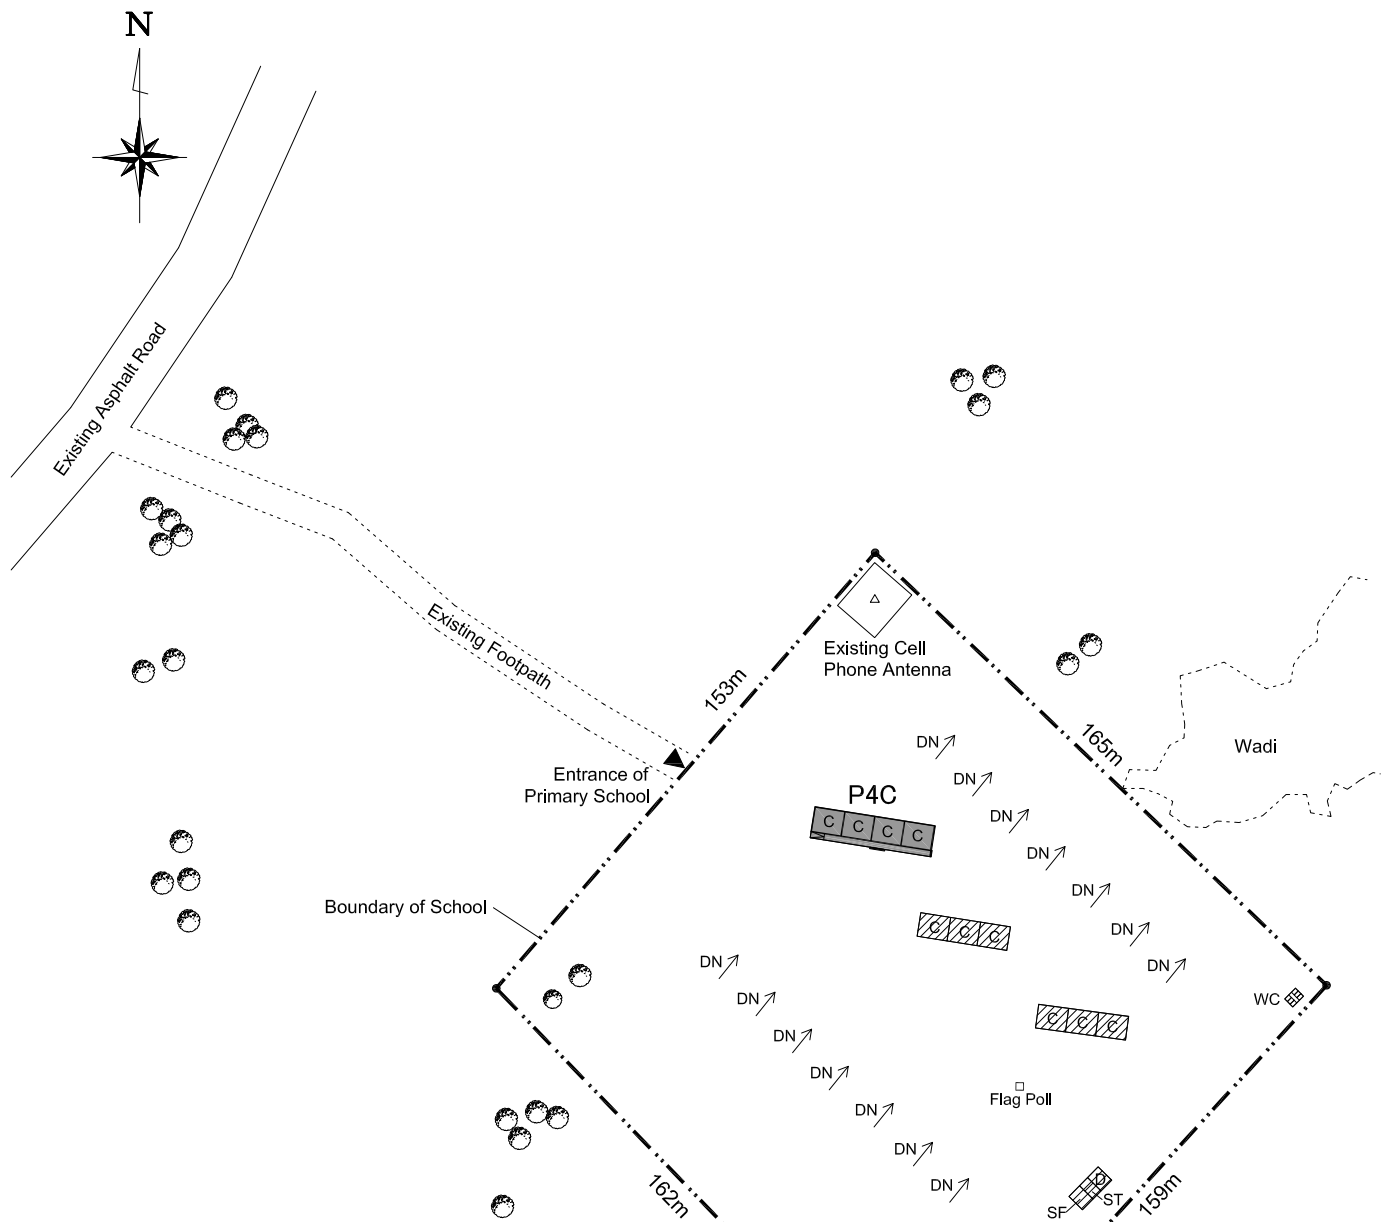 N
Existing Asphalt Road
Existing Footpath
Existing Cell
Phone Antenna
153m
165m
Wadi
DN
DN
DN
DN
DN
DN
DN
Entrance of
Primary School
P4C
C C C C
Boundary of School
C C C
DN
DN
DN
DN
DN
DN
DN
WC
C C C
Flag Poll
D
ST
SF
162m
159m